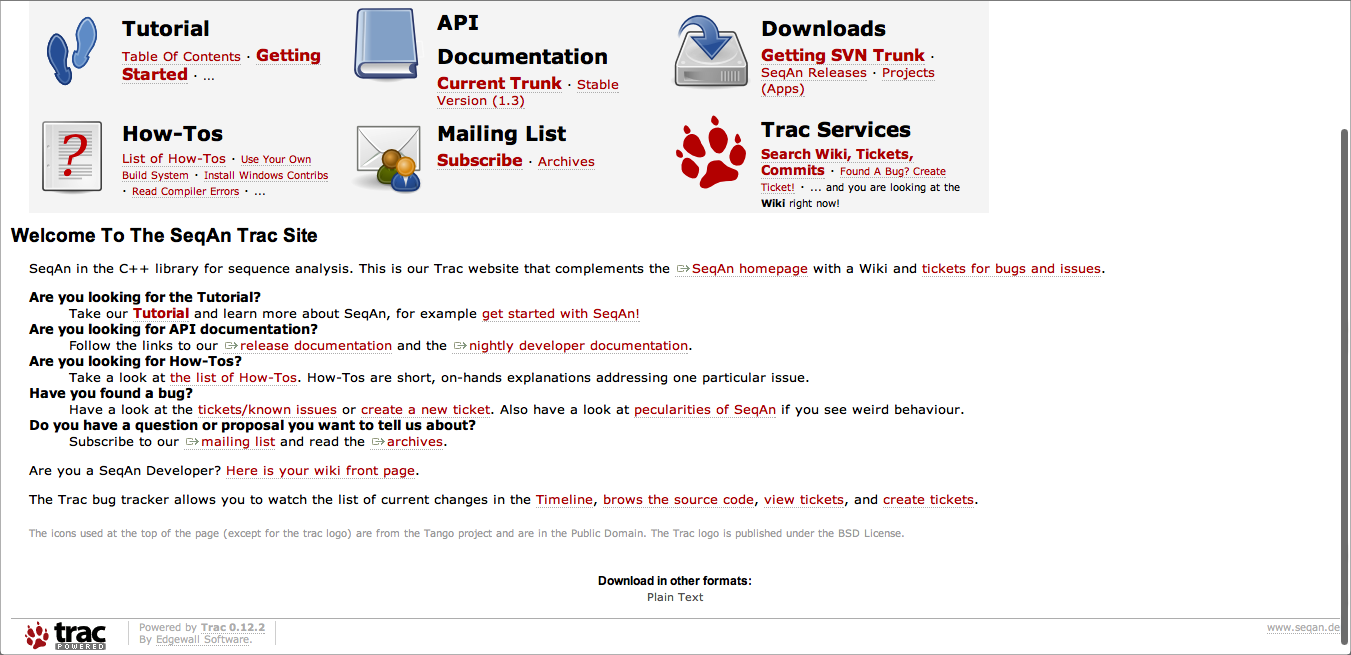 Tutorial
Table Of Contents · Getting
Started · ...
API
Documentation
Current Trunk · Stable
Version (1.3)
Downloads
Getting SVN Trunk ·
SeqAn Releases · Projects
(Apps)
How-Tos
List of How-Tos · Use Your Own
Build System · Install Windows Contribs
· Read Compiler Errors · ...
Mailing List
Subscribe · Archives
Trac Services
Search Wiki, Tickets,
Commits · Found A Bug? Create
Ticket! · ... and you are looking at the
Wiki right now!
Welcome To The SeqAn Trac Site
SeqAn in the C++ library for sequence analysis. This is our Trac website that complements the SeqAn homepage with a Wiki and tickets for bugs and issues.
Are you looking for the Tutorial?
Take our Tutorial and learn more about SeqAn, for example get started with SeqAn!
Are you looking for API documentation?
Follow the links to our release documentation and the nightly developer documentation.
Are you looking for How-Tos?
Take a look at the list of How-Tos. How-Tos are short, on-hands explanations addressing one particular issue.
Have you found a bug?
Have a look at the tickets/known issues or create a new ticket. Also have a look at pecularities of SeqAn if you see weird behaviour.
Do you have a question or proposal you want to tell us about?
Subscribe to our mailing list and read the archives.
Are you a SeqAn Developer? Here is your wiki front page.
The Trac bug tracker allows you to watch the list of current changes in the Timeline, brows the source code, view tickets, and create tickets.
The icons used at the top of the page (except for the trac logo) are from the Tango project and are in the Public Domain. The Trac logo is published under the BSD License.
Download in other formats:
Plain Text
trac
POWERED
Powered by Trac 0.12.2
By Edgewall Software.
www.seqan.de